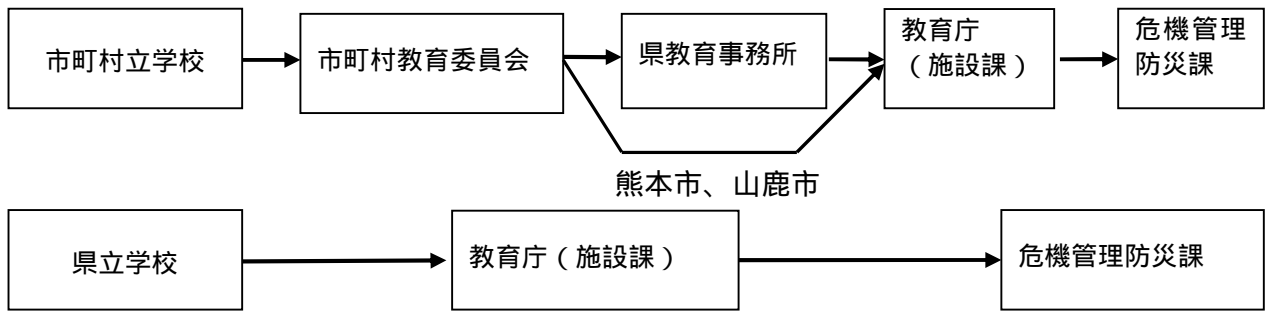 市町村立学校
市町村教育委員会
県教育事務所
教育庁
（施設課）
危機管理
防災課
熊本市、山鹿市
県立学校
教育庁（施設課）
危機管理防災課